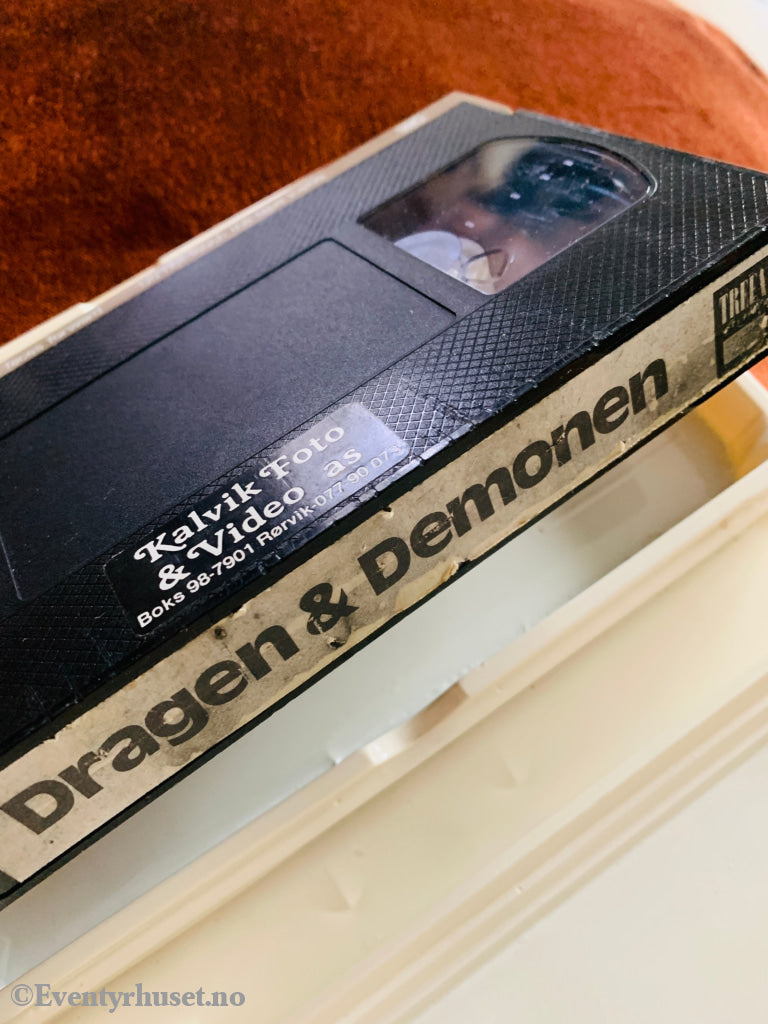 Kalvik Foto
& Video as
Boks 98-7901 Rørvik-077 90 07
Dragen & Demonen
©Eventyrhuset.no